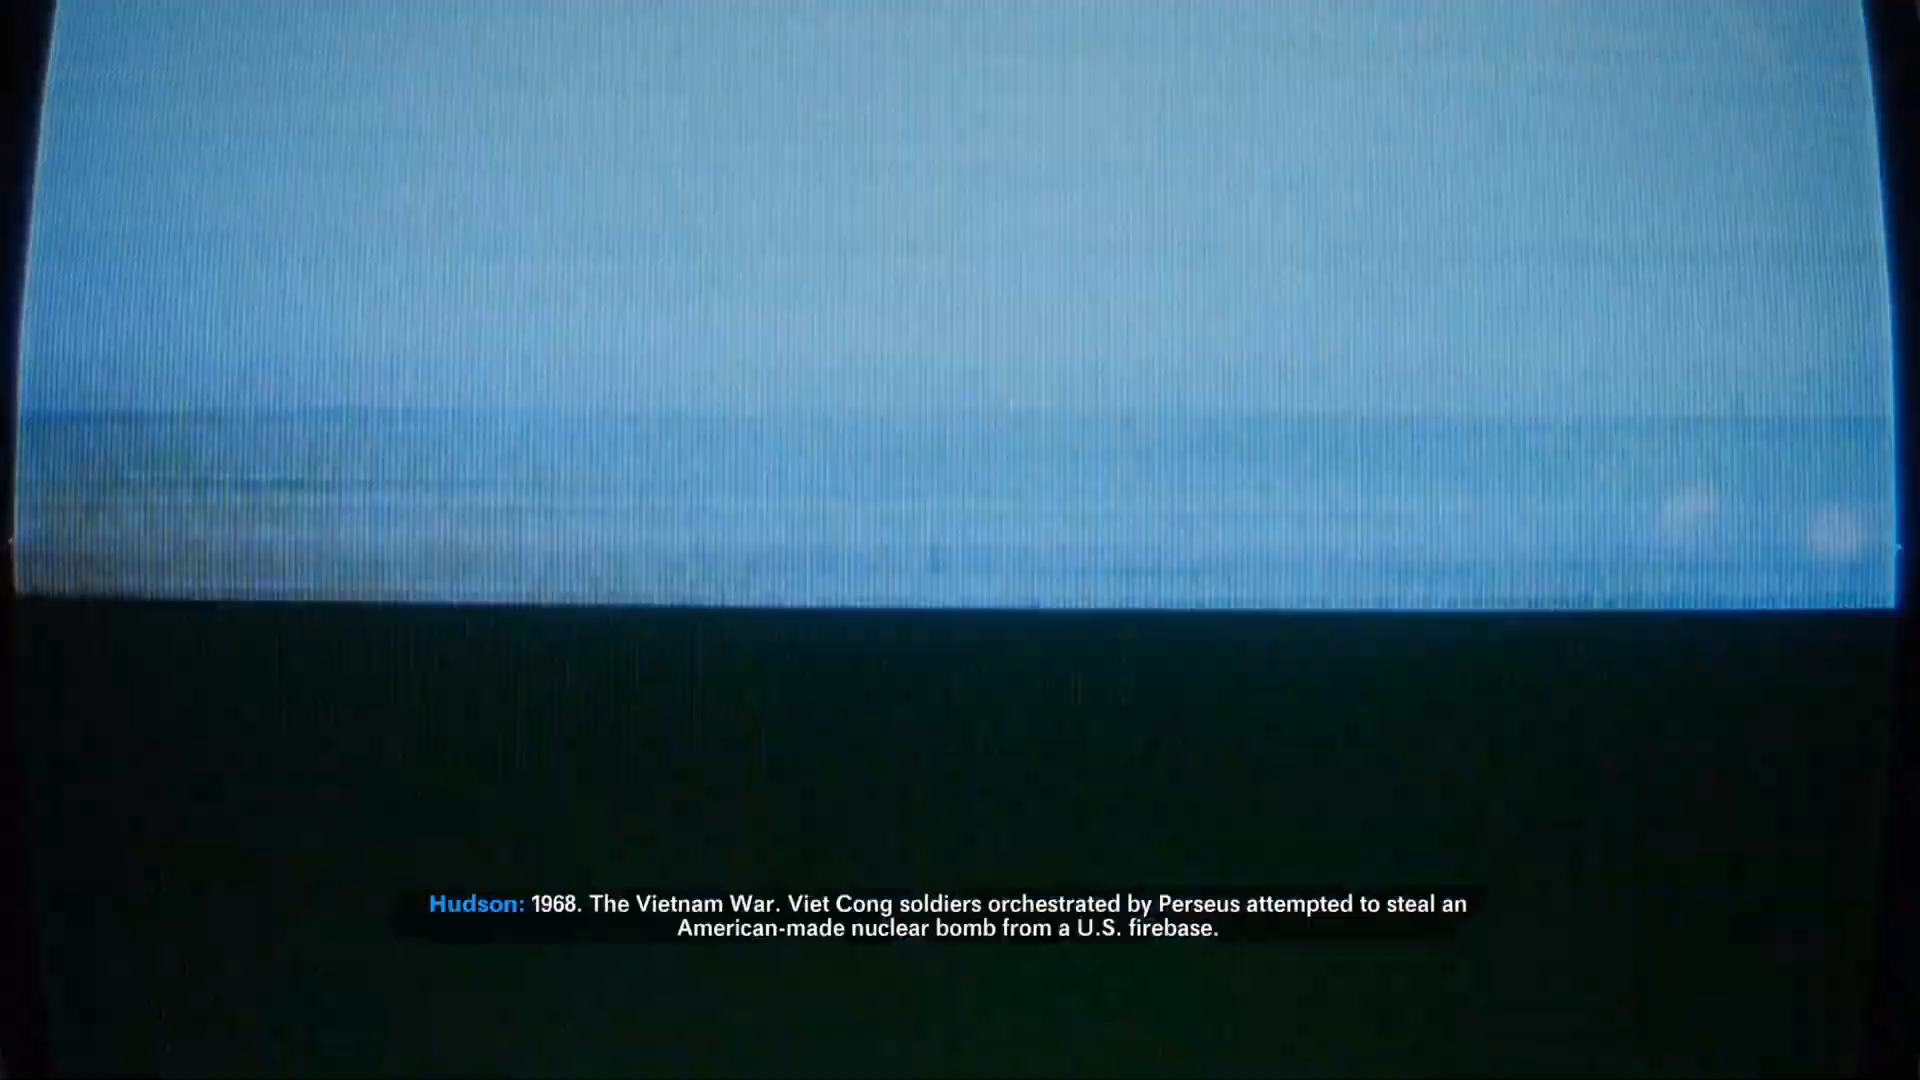 Hudson: 1968. The Vietnam War. Viet Cong soldiers orchestrated by Perseus attempted to steal an
American-made nuclear bomb from a U.S. firebase.